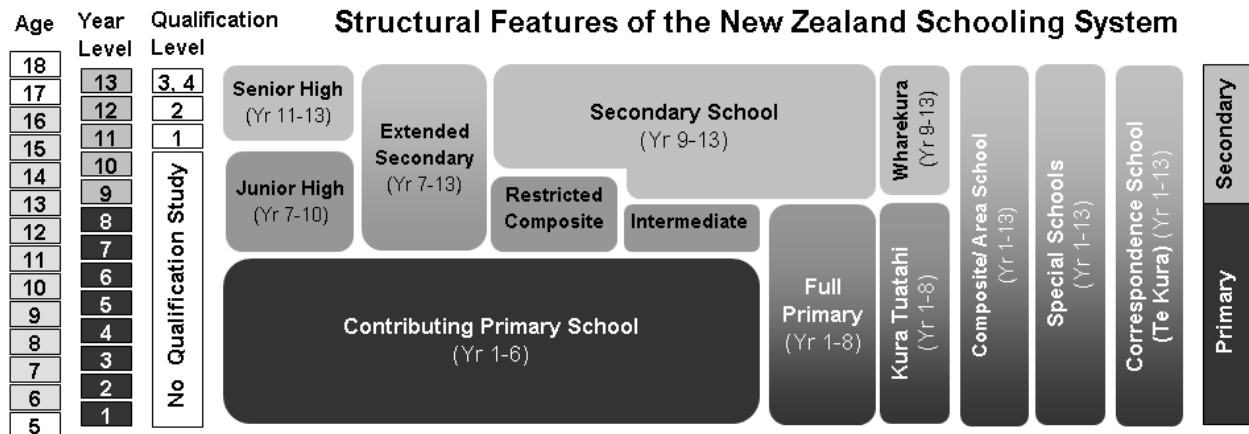 Structural Features of the New Zealand Schooling System
Age
Year
Level
Qualification
Level
18
17
16
15
14
13
12
11
10
9
8
7
6
5
13
12
11
10
9
8
7
6
5
4
3
2
1
3, 4
2
1
No Qualification Study
Senior High
(Yr 11-13)
Junior High
(Yr 7-10)
Extended
Secondary
(Yr 7-13)
Secondary School
(Yr 9-13)
Restricted
Composite
Intermediate
Contributing Primary School
(Yr 1-6)
Full
Primary
(Yr 1-8)
Wharekura
(Yr 9-13)
Kura Tuatahi
(Yr 1-8)
Composite/ Area School
(Yr 1-13)
Special Schools
(Yr 1-13)
Correspondence School
(Te Kura) (Yr 1-13)
Secondary
Primary